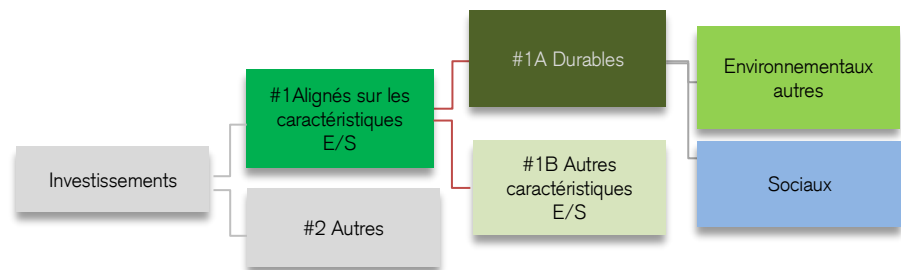 Investissements
#1Alignés sur les
caractéristiques
E/S
#2 Autres
#1A Durables
#1B Autres
caractéristiques
E/S
Environnementaux
autres
Sociaux